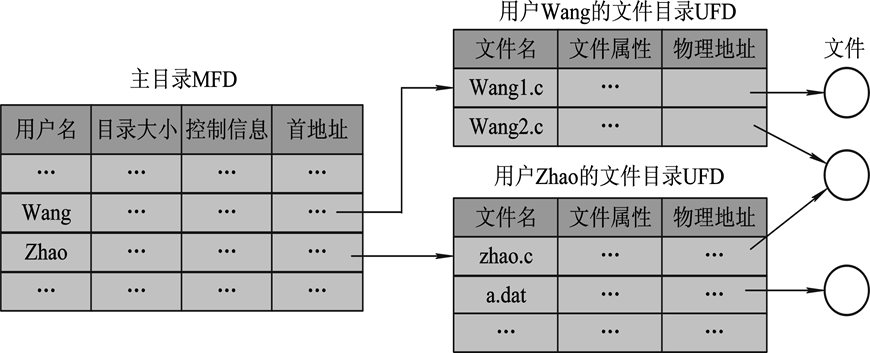 用户Wang的文件目录UFD
文件名 文件属性 物理地址 文件
Wang1.c …
Wang2.c …
主目录MFD
用户名 目录大小 控制信息 首地址
… … … …
Wang … … …
Zhao … … …
… … … …
用户Zhao的文件目录UFD
文件名 文件属性 物理地址
zhao.c … …
a.dat … …
… … …